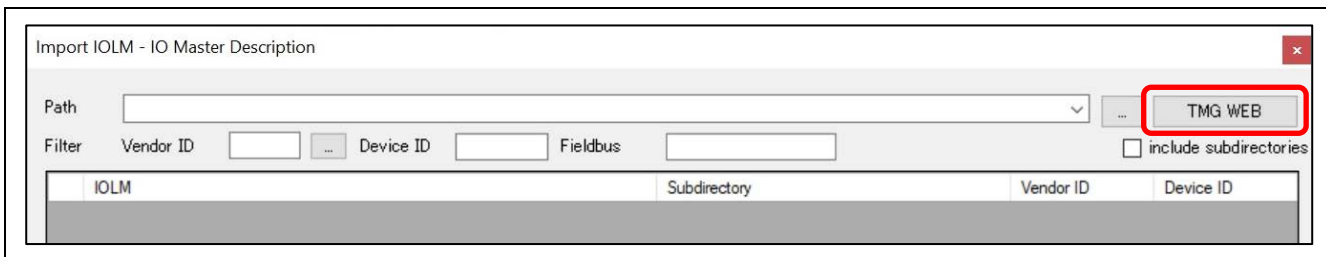 Import IOLM - IO Master Description
x
Path ... TMG WEB
Filter Vendor ID ... Device ID Fieldbus include subdirectories
IOLM Subdirectory Vendor ID Device ID